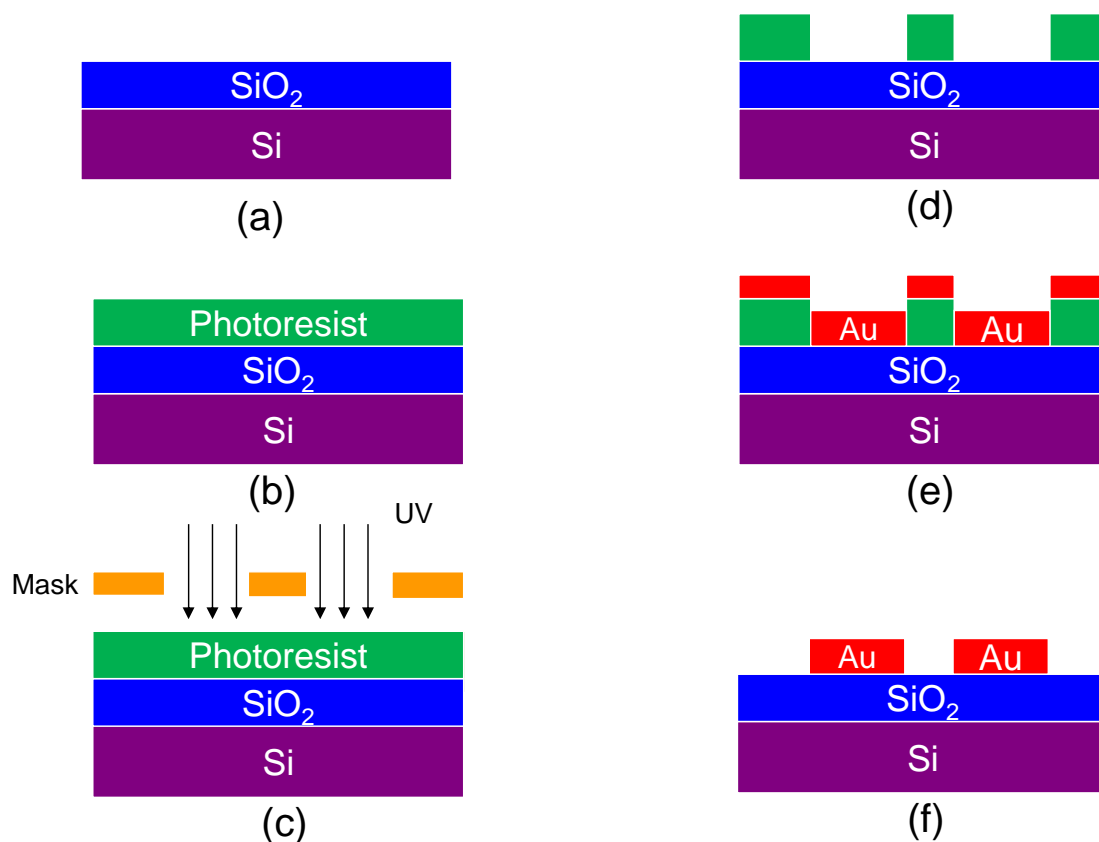 SiO₂
Si
(a)
Photoresist
SiO₂
Si
(b)
UV
Mask
Photoresist
SiO₂
Si
(c)
SiO₂
Si
(d)
Au Au
SiO₂
Si
(e)
Au Au
SiO₂
Si
(f)